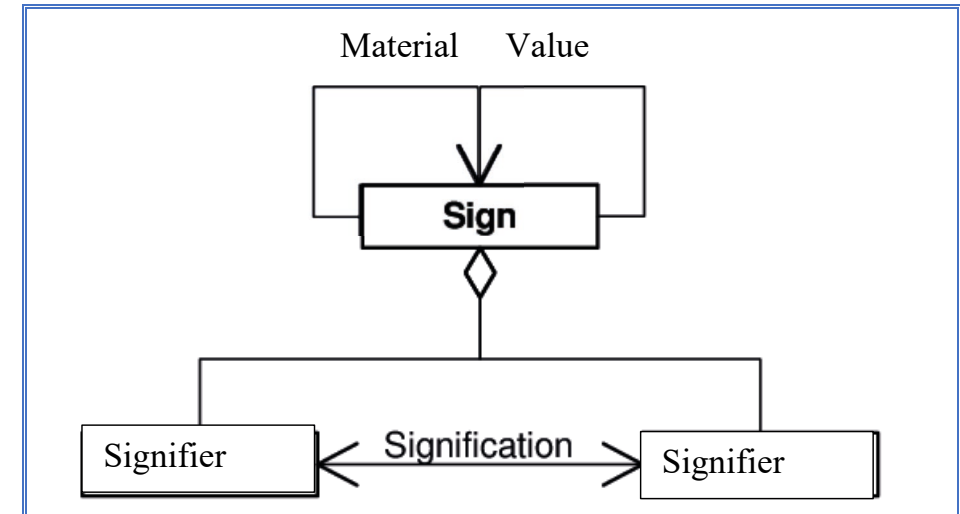 Material Value
Sign
Signification
Signifier
Signifier